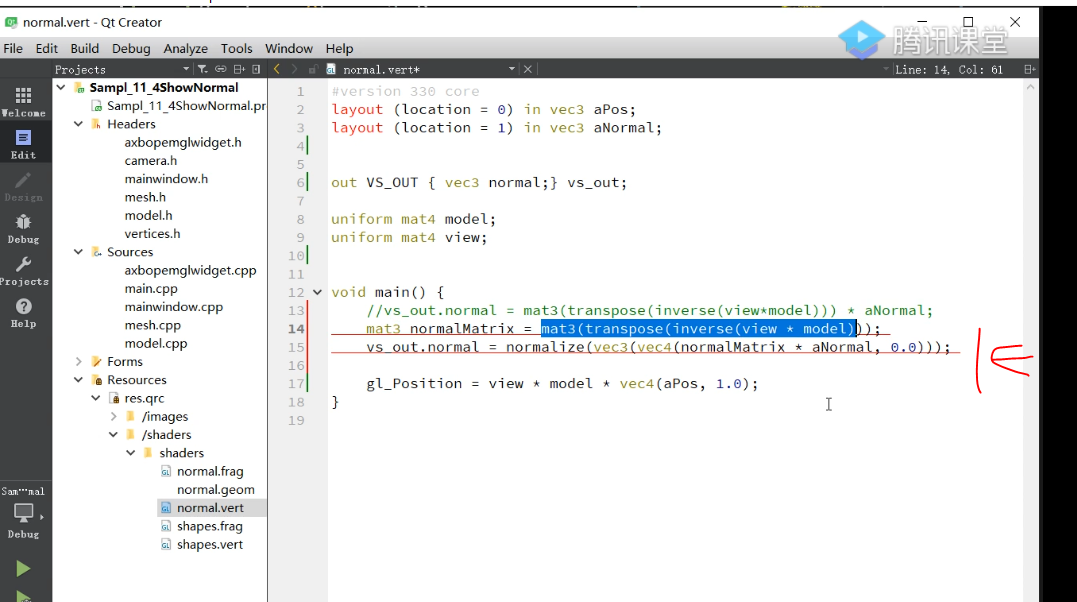 normal.vert - Qt Creator
File Edit Build Debug Analyze Tools Window Help
腾讯课堂
Projects
normal.vert*
Line: 14, Col: 61
Welcome
Edit
Design
Debug
Projects
Help
Sam···mal
Debug
Sampl_11_4ShowNormal
Sampl_11_4ShowNormal.pr
Headers
axbopemglwidget.h
camera.h
mainwindow.h
mesh.h
model.h
vertices.h
Sources
axbopemglwidget.cpp
main.cpp
mainwindow.cpp
mesh.cpp
model.cpp
Forms
Resources
res.qrc
/images
/shaders
shaders
normal.frag
normal.geom
normal.vert
shapes.frag
shapes.vert
1 #version 330 core
2 layout (location = 0) in vec3 aPos;
3 layout (location = 1) in vec3 aNormal;
4
5
6 out VS_OUT { vec3 normal;} vs_out;
7
8 uniform mat4 model;
9 uniform mat4 view;
10
11
12 void main() {
13 //vs_out.normal = mat3(transpose(inverse(view*model))) * aNormal;
14 mat3 normalMatrix = mat3(transpose(inverse(view * model)));
15 vs_out.normal = normalize(vec3(vec4(normalMatrix * aNormal, 0.0)));
16
17 gl_Position = view * model * vec4(aPos, 1.0);
18 }
19